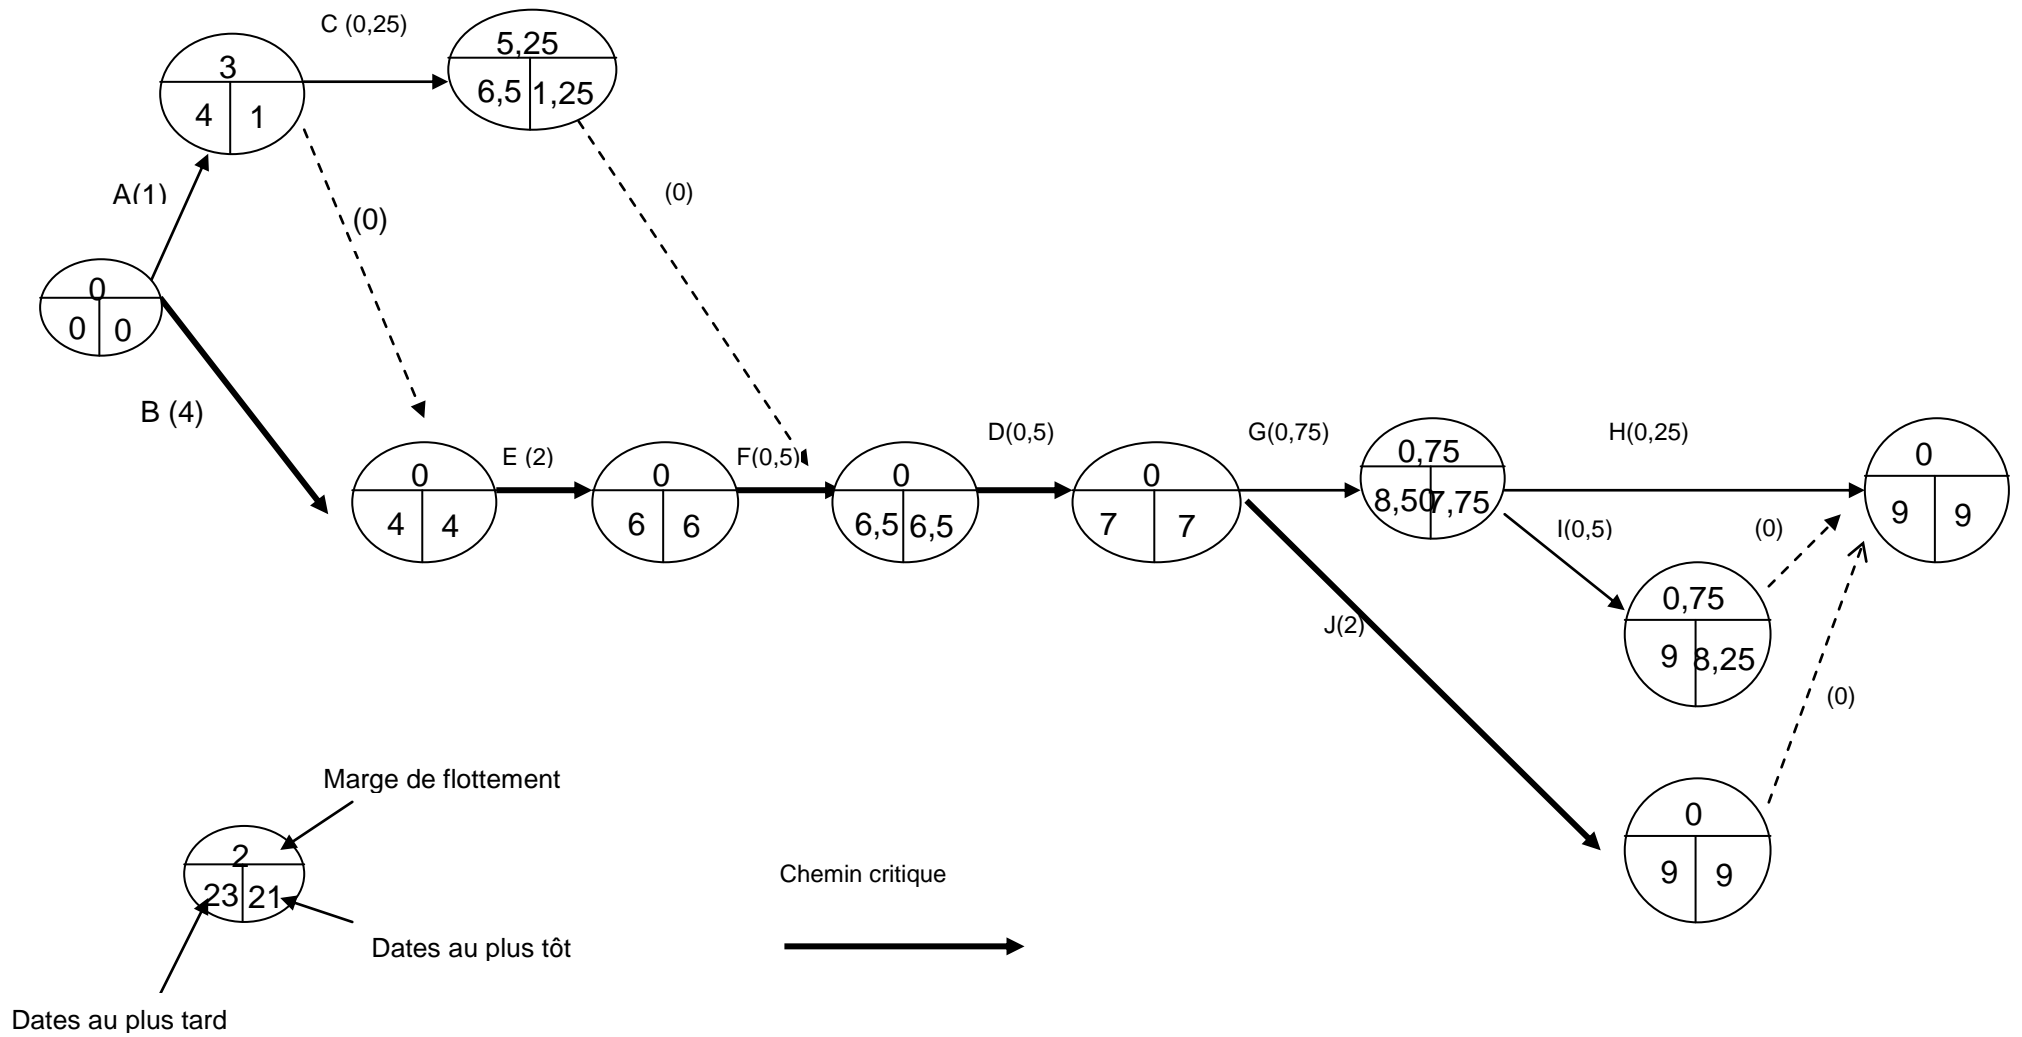 C (0,25)
5,25
6,5 1,25
3
4 1
A(1)
(0)
(0)
0
0 0
B (4)
0
4 4
E (2)
0
6 6
F(0,5)
0
6,5 6,5
D(0,5)
0
7 7
G(0,75)
0,75
8,50 7,75
H(0,25)
0
9 9
I(0,5)
(0)
0,75
9 8,25
J(2)
(0)
0
9 9
Marge de flottement
2
23 21
Dates au plus tôt
Dates au plus tard
Chemin critique